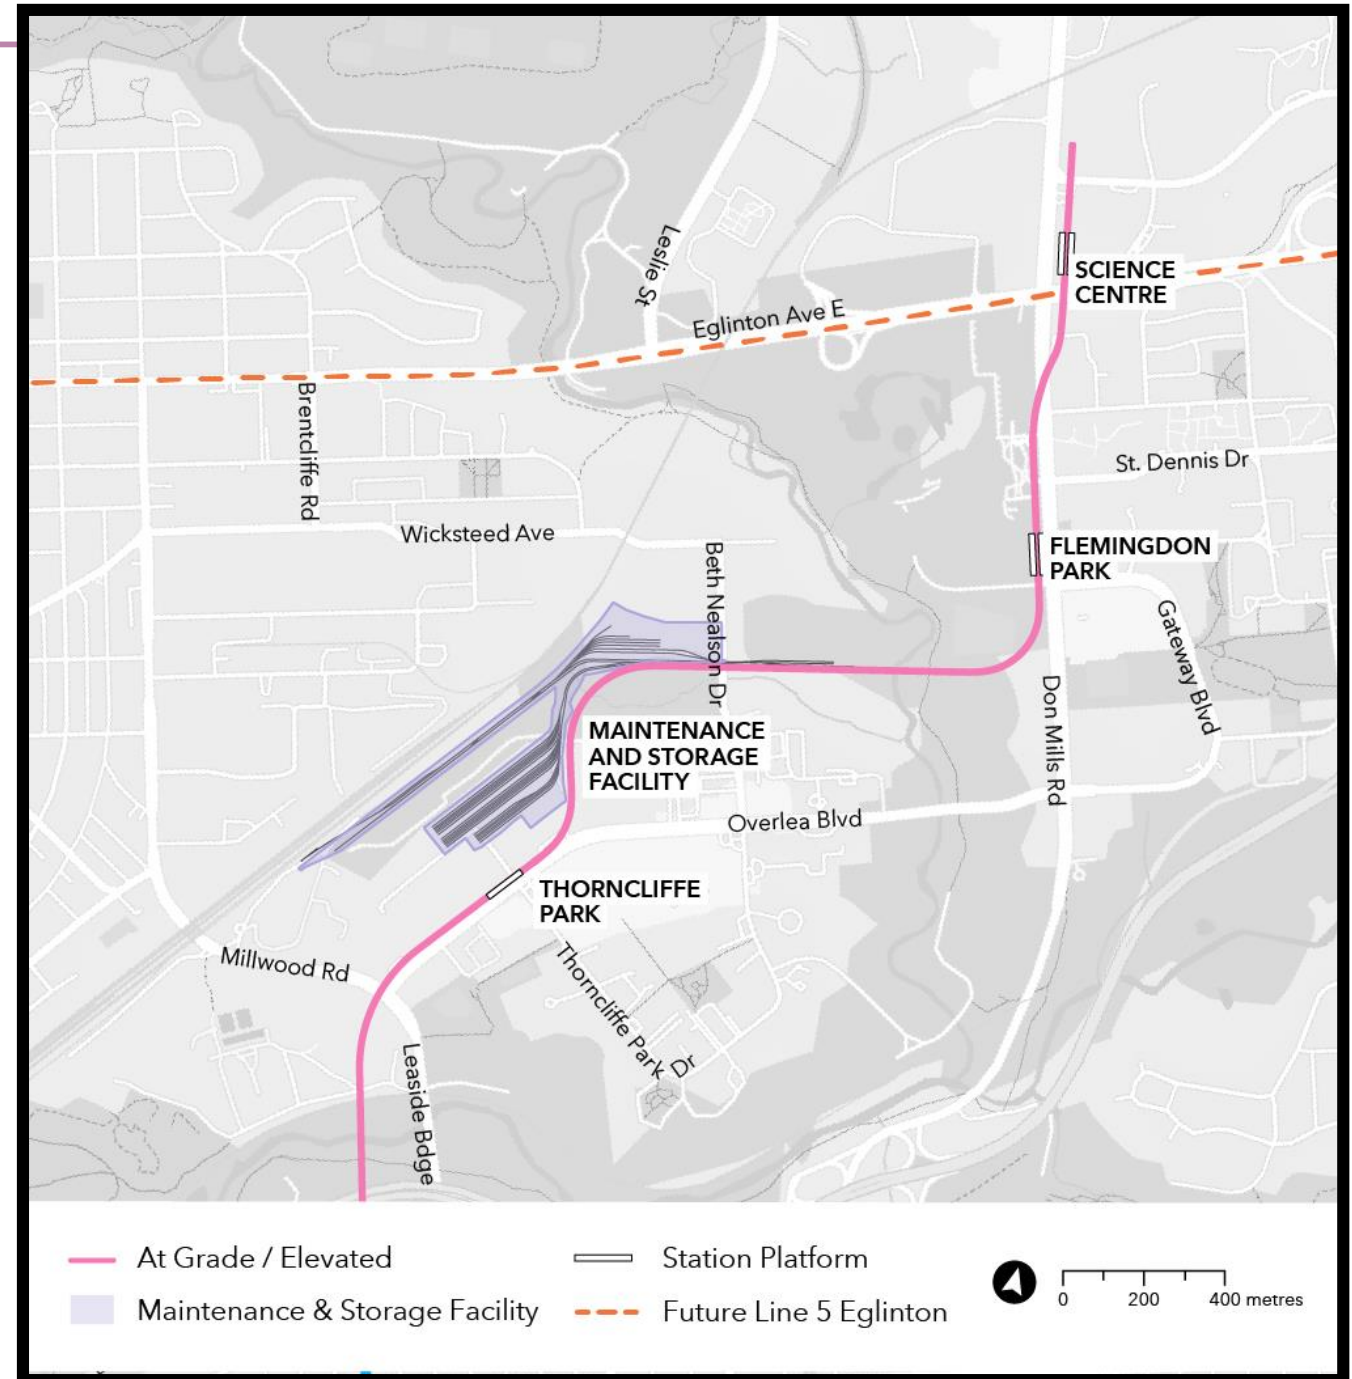 Leslie St
SCIENCE
CENTRE
Eglinton Ave E
Brentcliffe Rd
St. Dennis Dr
Wicksteed Ave
FLEMINGDON
PARK
Beth Nealson Dr
Gateway Blvd
Don Mills Rd
MAINTENANCE
AND STORAGE
FACILITY
Overlea Blvd
THORNCLIFFE
PARK
Millwood Rd
Thorncliffe Park Dr
Leaside Bdge
At Grade / Elevated
Station Platform
Maintenance & Storage Facility
Future Line 5 Eglinton
0 200 400 metres